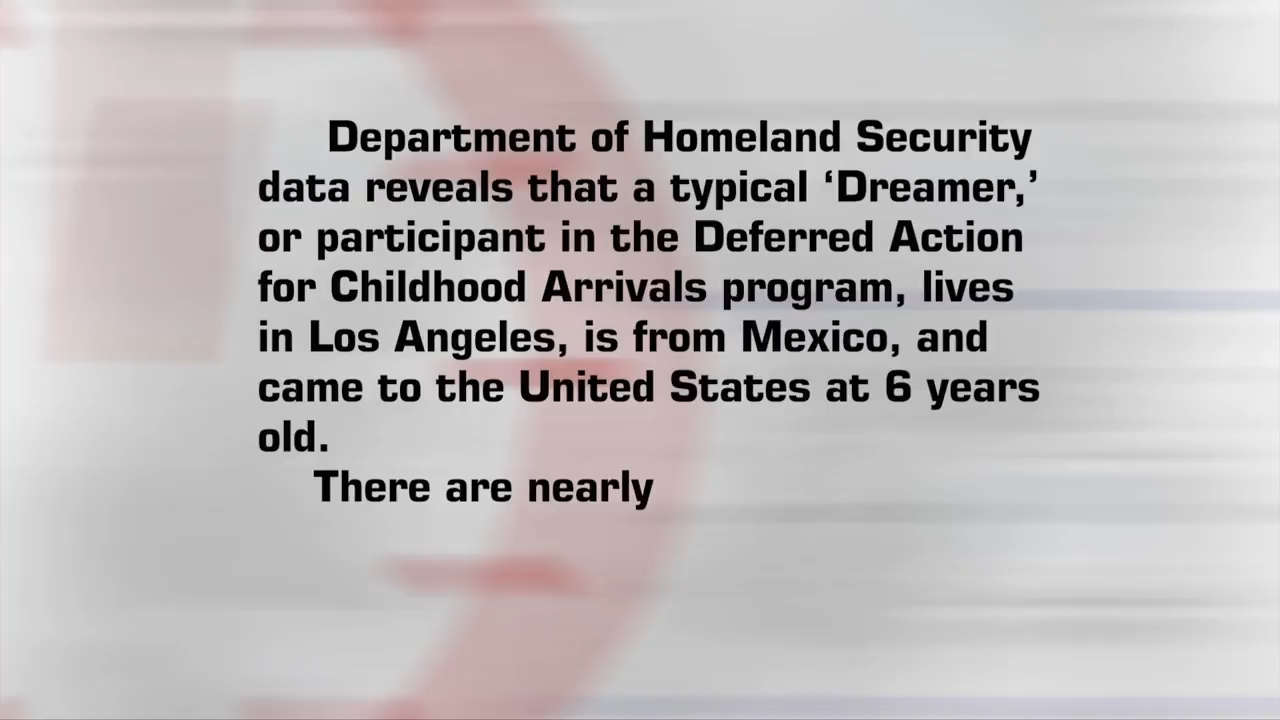 Department of Homeland Security
data reveals that a typical ‘Dreamer,’
or participant in the Deferred Action
for Childhood Arrivals program, lives
in Los Angeles, is from Mexico, and
came to the United States at 6 years
old.
There are nearly